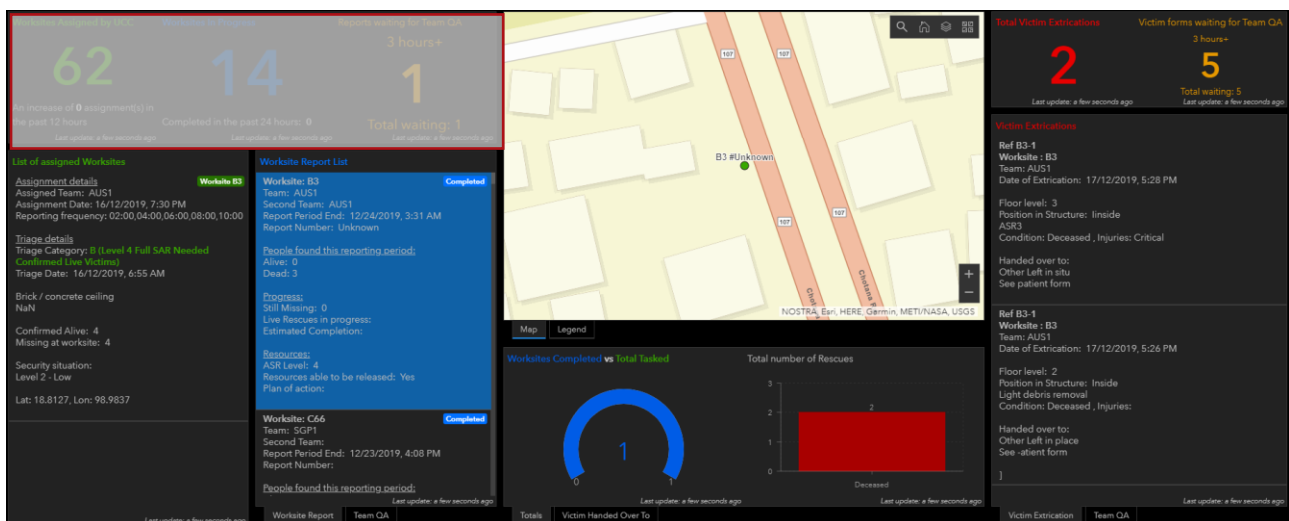 Worksites Assigned by UCC
62
An increase of 0 assignment(s) in
the past 12 hours
Last update: a few seconds ago
14
Completed in the past 24 hours: 0
Last update: a few seconds ago
Reports waiting for Team QA
3 hours+
1
Total waiting: 1
Last update: a few seconds ago
List of assigned Worksites
Assignment details
Worksite B3
Assigned Team: AUS1
Assignment Date: 16/12/2019, 7:30 PM
Reporting frequency: 02:00,04:00,06:00,08:00,10:00
Triage details
Triage Category: B (Level 4 Full SAR Needed
Confirmed Live Victims)
Triage Date: 16/12/2019, 6:55 AM
Brick / concrete ceiling
NaN
Confirmed Alive: 4
Missing at worksite: 4
Security situation:
Level 2 - Low
Lat: 18.8127, Lon: 98.9837
Last update: a few seconds ago
Worksite Report List
Worksite: B3
Completed
Team: AUS1
Second Team: AUS1
Report Period End: 12/24/2019, 3:31 AM
Report Number: Unknown
People found this reporting period:
Alive: 0
Dead: 3
Progress:
Still Missing: 0
Live Rescues in progress:
Estimated Completion:
Resources:
ASR Level: 4
Resources able to be released: Yes
Plan of action:
Worksite: C66
Completed
Team: SGP1
Second Team:
Report Period End: 12/23/2019, 4:08 PM
Report Number:
People found this reporting period:
Last update: a few seconds ago
Worksite Report
Team QA
107
B3 #Unknown
107
107
107
Chotana
NOSTRA, Esri, HERE, Garmin, METI/NASA, USGS
+
−
Map
Legend
Worksites Completed vs Total Tasked
1
0
1
Last update: a few seconds ago
Total number of Rescues
3
2
1
0
2
Deceased
Last update: a few seconds ago
Totals
Victim Handed Over To
Total Victim Extrications
2
Last update: a few seconds ago
Victim forms waiting for Team QA
3 hours+
5
Total waiting: 5
Last update: a few seconds ago
Victim Extrications
Ref B3-1
Worksite : B3
Team: AUS1
Date of Extrication: 17/12/2019, 5:28 PM
Floor level: 3
Position in Structure: Iinside
ASR3
Condition: Deceased , Injuries: Critical
Handed over to:
Other Left in situ
See patient form
Ref B3-1
Worksite : B3
Team: AUS1
Date of Extrication: 17/12/2019, 5:26 PM
Floor level: 2
Position in Structure: Inside
Light debris removal
Condition: Deceased , Injuries:
Handed over to:
Other Left in place
See -atient form
]
Last update: a few seconds ago
Victim Extrication
Team QA